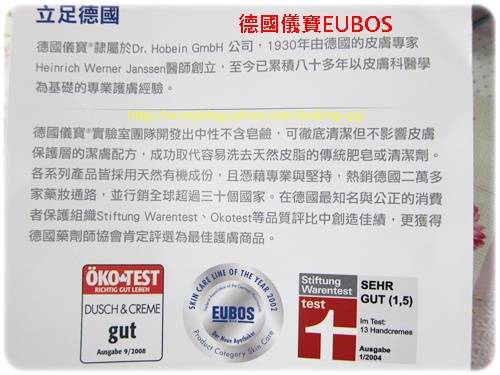 立足德國
德國儀寶EUBOS
德國儀寶®隸屬於Dr. Hobein GmbH 公司，1930年由德國的皮膚專家
Heinrich Werner Janssen醫師創立，至今已累積八十多年以皮膚科醫學
為基礎的專業護膚經驗。
德國儀寶®實驗室團隊開發出中性不含皂鹼，可徹底清潔但不影響皮膚
保護層的潔膚配方，成功取代容易洗去天然皮脂的傳統肥皂或清潔劑。
各系列產品皆採用天然有機成份，且憑藉專業與堅持，熱銷德國二萬多
家藥妝通路，並行銷全球超過三十個國家。在德國最知名與公正的消費
者保護組織Stiftung Warentest、Okotest等品質評比中創造佳績，更獲得
德國藥劑師協會肯定評選為最佳護膚商品。
ÖKO-TEST
RICHTIG GUT LEBEN
DUSCH & CREME
gut
Ausgabe 9/2008
SKIN CARE LINE OF THE YEAR 2002
EUBOS
Der Neue Apotheker
Product Category Skin Care
Stiftung
Warentest
test
1
SEHR
GUT (1,5)
Im Test:
13 Handcremes
Ausgabe
1/2004